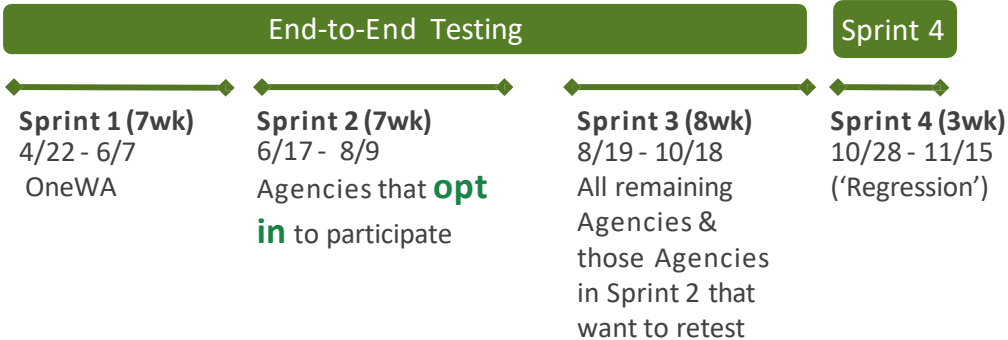 End-to-End Testing
Sprint 4
Sprint 1 (7wk)
4/22 - 6/7
OneWA
Sprint 2 (7wk)
6/17 - 8/9
Agencies that opt
in to participate
Sprint 3 (8wk)
8/19 - 10/18
All remaining
Agencies &
those Agencies
in Sprint 2 that
want to retest
Sprint 4 (3wk)
10/28 - 11/15
(‘Regression’)